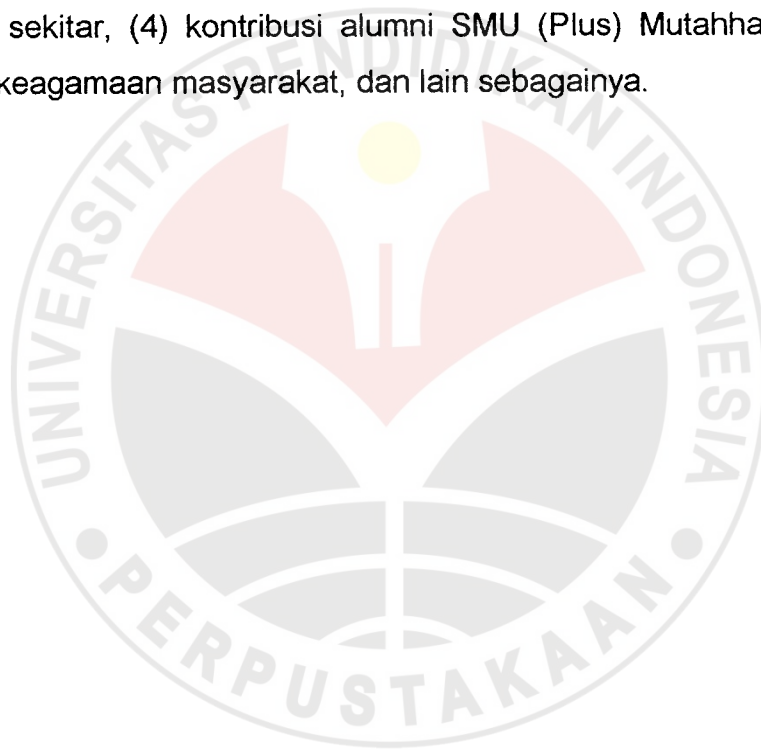 sekitar, (4) kontribusi alumni SMU (Plus) Mutahha
keagamaan masyarakat, dan lain sebagainya.
UNIVERSITAS PENDIDIKAN INDONESIA
PERPUSTAKAAN